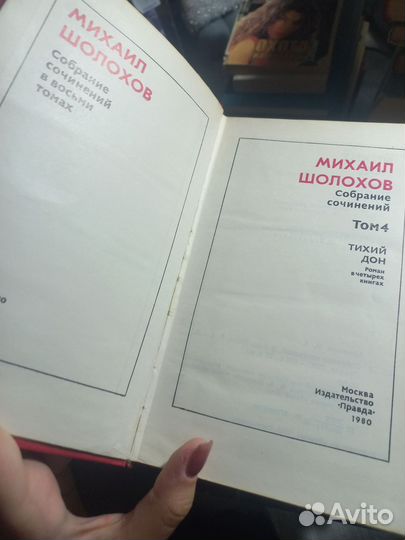 МИХАИЛ
ШОЛОХОВ
Собрание
сочинений
в восьми
томах
МИХАИЛ
ШОЛОХОВ
Собрание
сочинений
Том 4
ТИХИЙ
ДОН
Роман
в четырех
книгах
Москва
Издательство
«Правда»
1980
ОХОТА
Avito